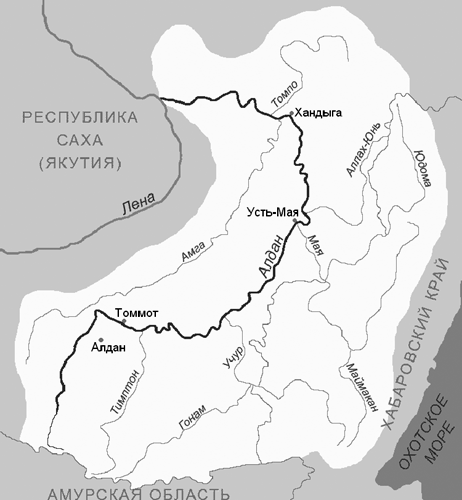 Томпо
Хандыга
РЕСПУБЛИКА
САХА
(ЯКУТИЯ)
Аллах-Юнь
Юдома
Лена
Усть-Мая
Амга
Алдан
Мая
Томмот
Алдан
Учур
Тимптон
Гонам
Маймакан
ХАБАРОВСКИЙ КРАЙ
ОХОТСКОЕ
МОРЕ
АМУРСКАЯ ОБЛАСТЬ